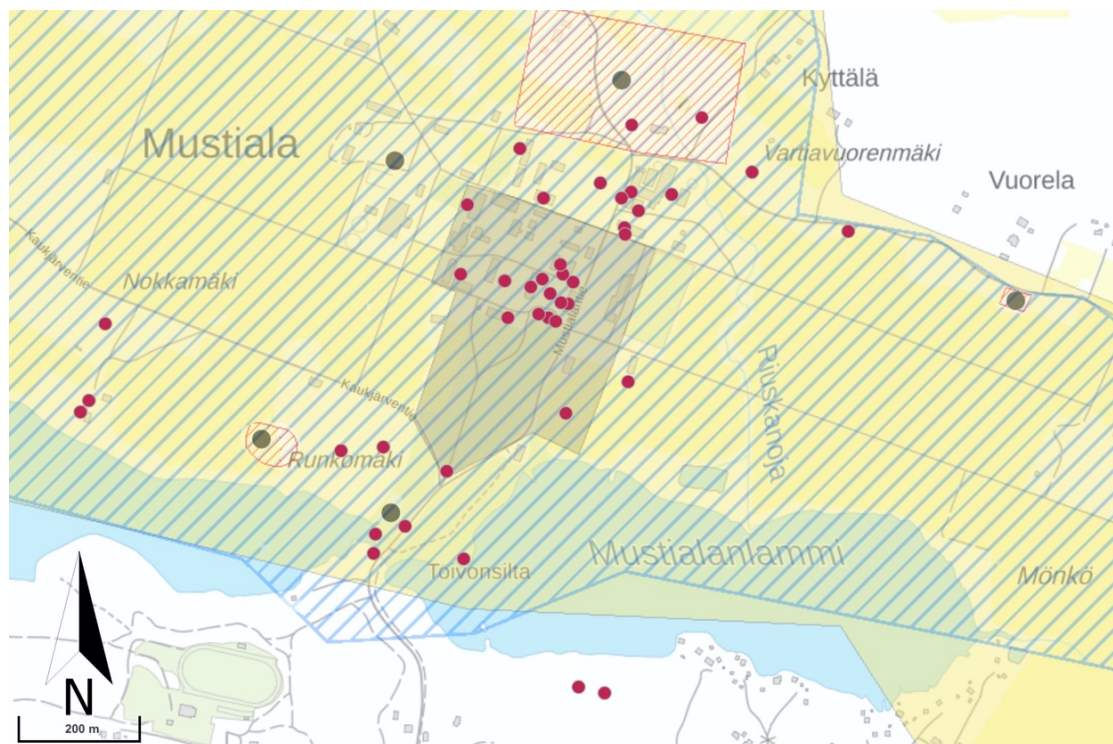 Kyttälä
Mustiala
Vartiavuorenmäki
Vuorela
Kaukjärventie
Nokkamäki
Mustialantie
Kaukjärventie
Riuskanoja
Runkomäki
Mustialanlammi
Toivonsilta
Mönkö
N
200 m